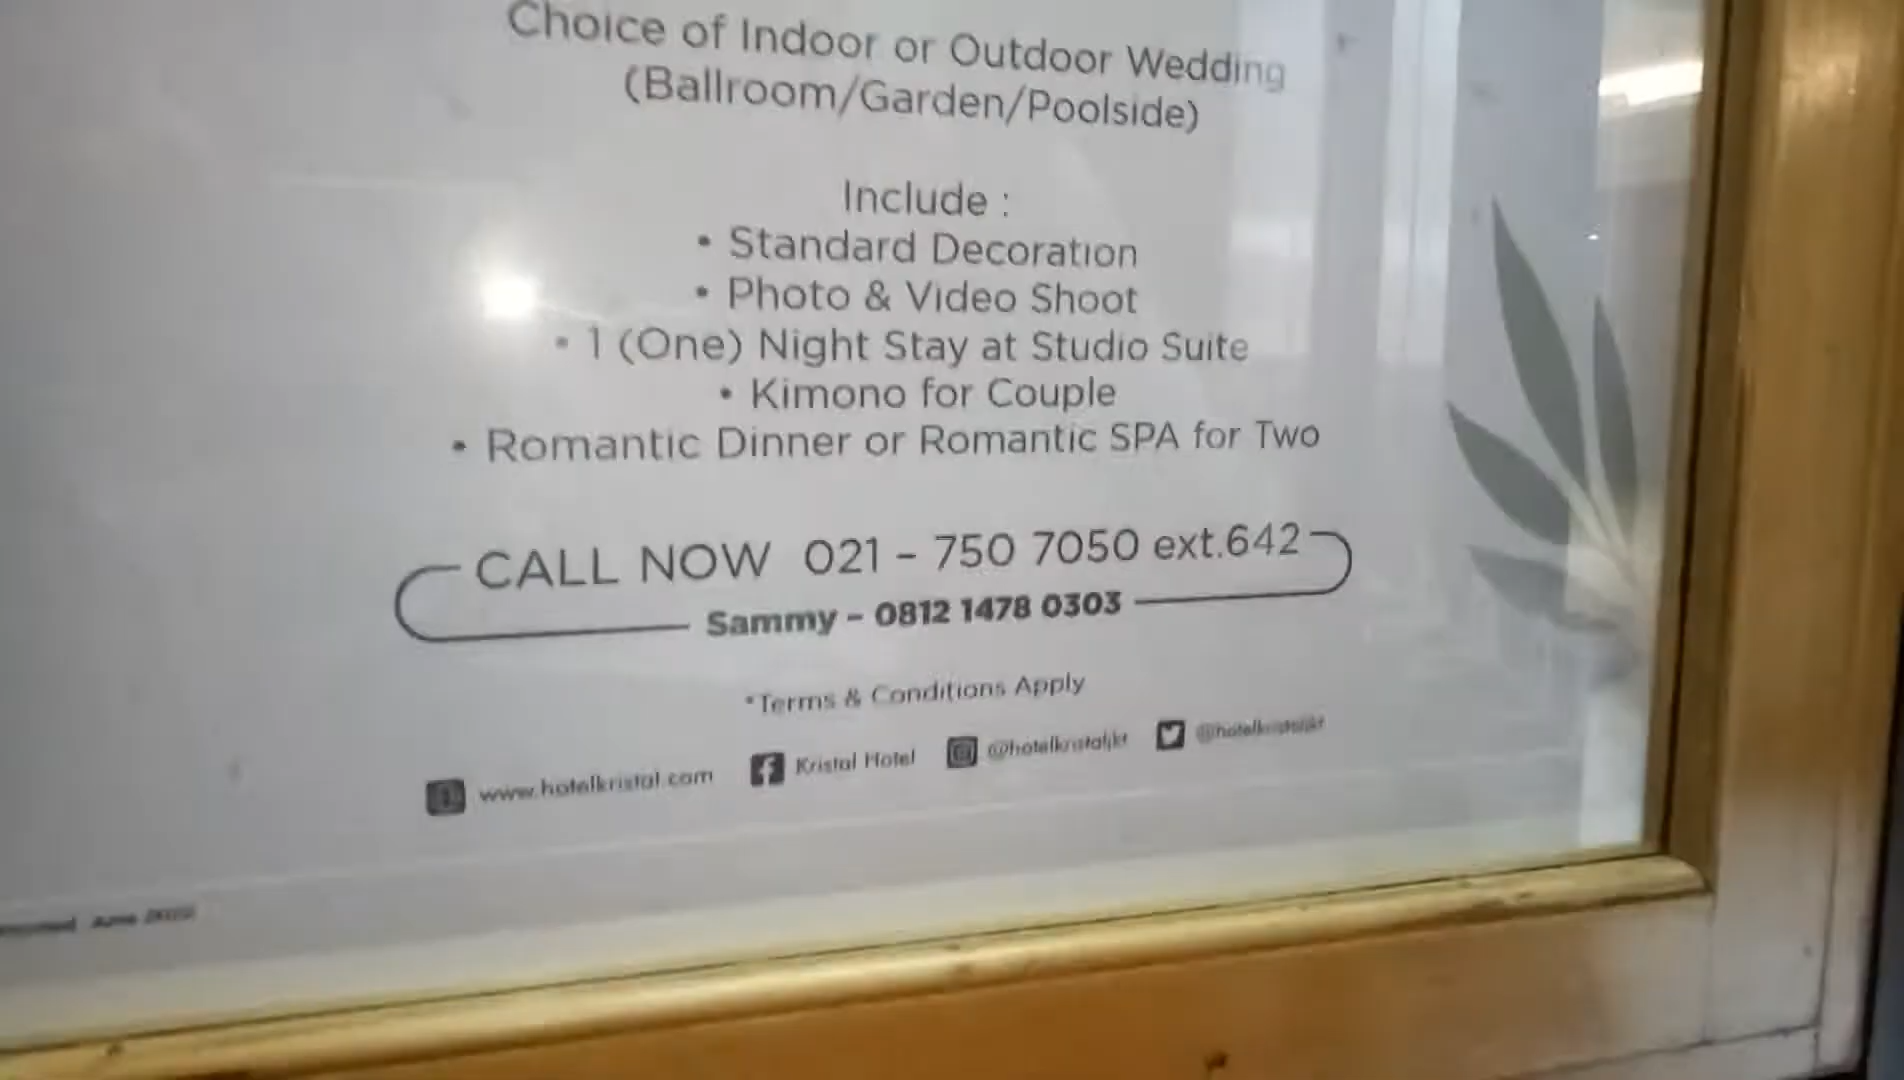 Choice of Indoor or Outdoor Wedding
(Ballroom/Garden/Poolside)
Include :
• Standard Decoration
• Photo & Video Shoot
• 1 (One) Night Stay at Studio Suite
• Kimono for Couple
• Romantic Dinner or Romantic SPA for Two
CALL NOW 021 - 750 7050 ext.642
Sammy - 0812 1478 0303
*Terms & Conditions Apply
www.hotelkristal.com Kristal Hotel @hotelkristaljkt @hotelkristaljkt
June